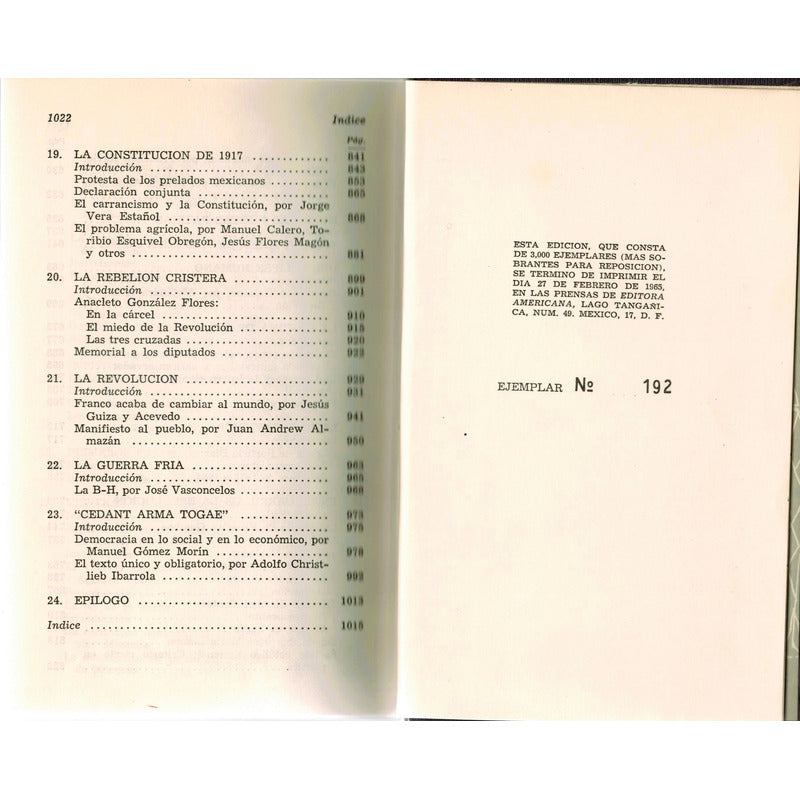 1022 Indice
Pág.
19. LA CONSTITUCION DE 1917 ............ 841
Introducción ............ 843
Protesta de los prelados mexicanos ............ 853
Declaración conjunta ............ 865
El carrancismo y la Constitución, por Jorge
Vera Estañol ............ 868
El problema agrícola, por Manuel Calero, To-
ribio Esquivel Obregón, Jesús Flores Magón
y otros ............ 881
20. LA REBELION CRISTERA ............ 899
Introducción ............ 901
Anacleto González Flores:
En la cárcel ............ 910
El miedo de la Revolución ............ 915
Las tres cruzadas ............ 920
Memorial a los diputados ............
21. LA REVOLUCION ............ 929
Introducción ............ 931
Franco acaba de cambiar al mundo, por Jesús
Guiza y Acevedo ............ 941
Manifiesto al pueblo, por Juan Andrew Al-
mazán ............ 950
22. LA GUERRA FRIA ............ 963
Introducción ............ 965
La B-H, por José Vasconcelos ............
23. “CEDANT ARMA TOGAE” ............ 973
Introducción ............ 975
Democracia en lo social y en lo económico, por
Manuel Gómez Morín ............ 978
El texto único y obligatorio, por Adolfo Christ-
lieb Ibarrola ............
24. EPILOGO ............ 1013
Indice ............ 1015
ESTA EDICION, QUE CONSTA
DE 3,000 EJEMPLARES (MAS SO-
BRANTES PARA REPOSICION),
SE TERMINO DE IMPRIMIR EL
DIA 27 DE FEBRERO DE 1965,
EN LAS PRENSAS DE EDITORA
AMERICANA, LAGO TANGAÑI-
CA, NUM. 49. MEXICO, 17, D. F.
EJEMPLAR Nº 192